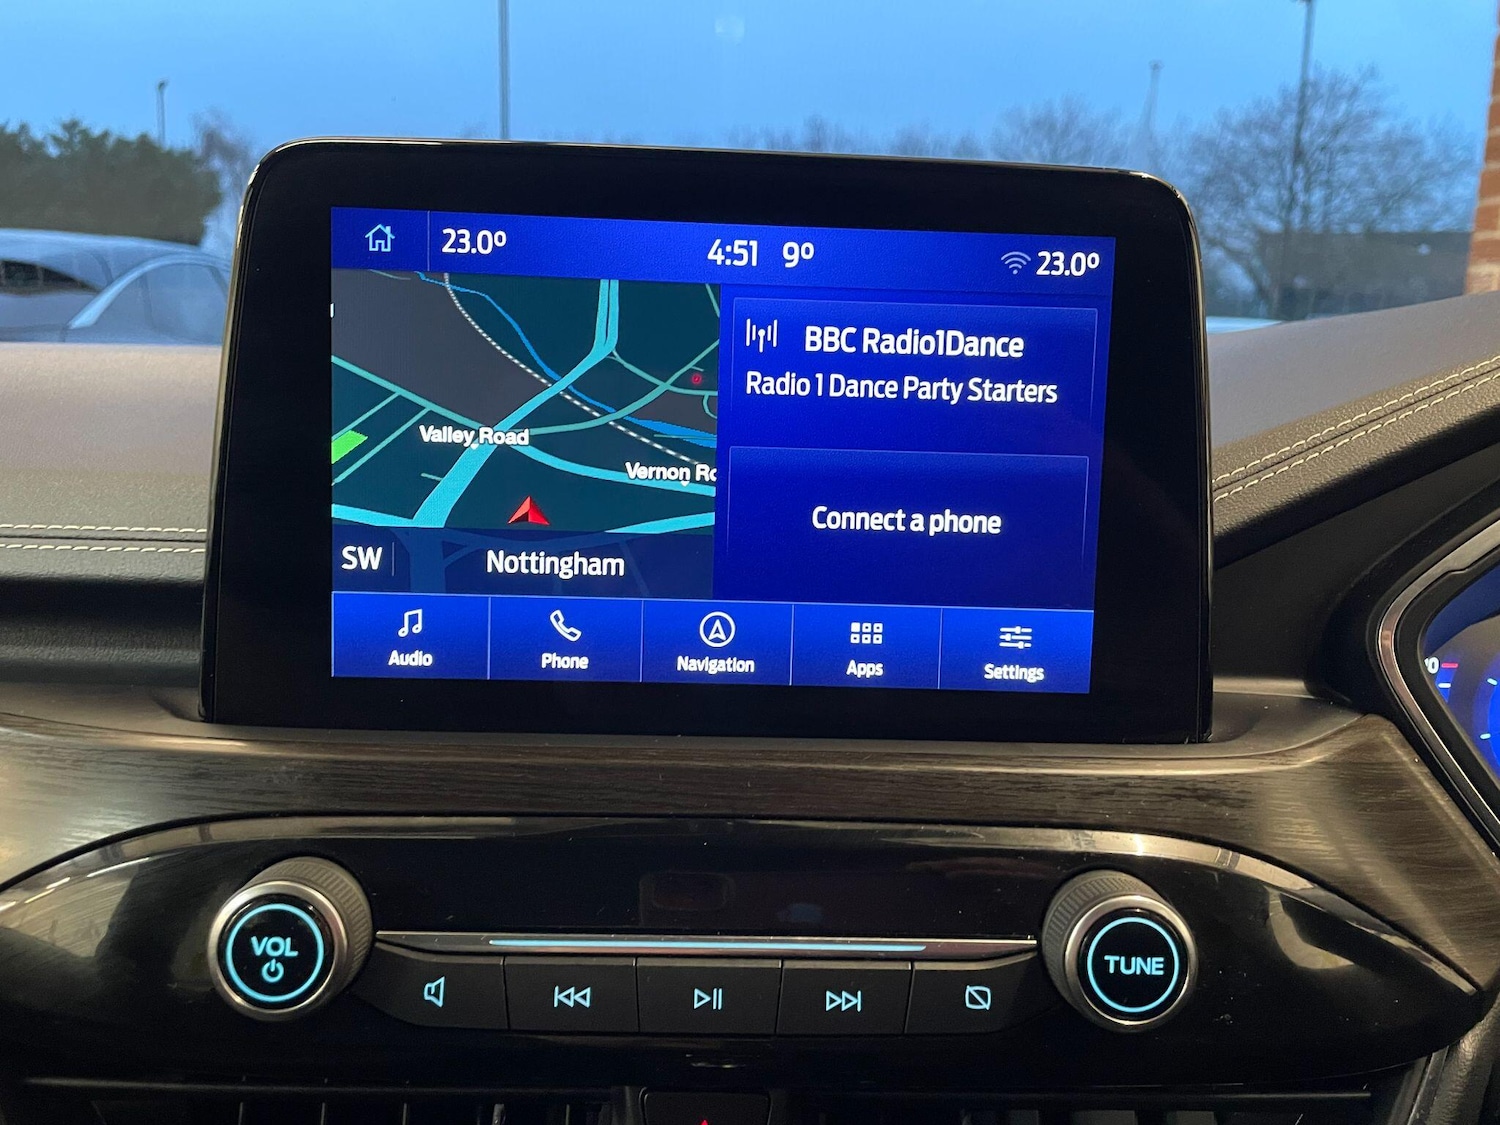 23.0º
4:51
9º
23.0º
BBC Radio1Dance
Radio 1 Dance Party Starters
Valley Road
Vernon
Connect a phone
SW
Nottingham
Audio
Phone
Navigation
Apps
Settings
VOL
TUNE